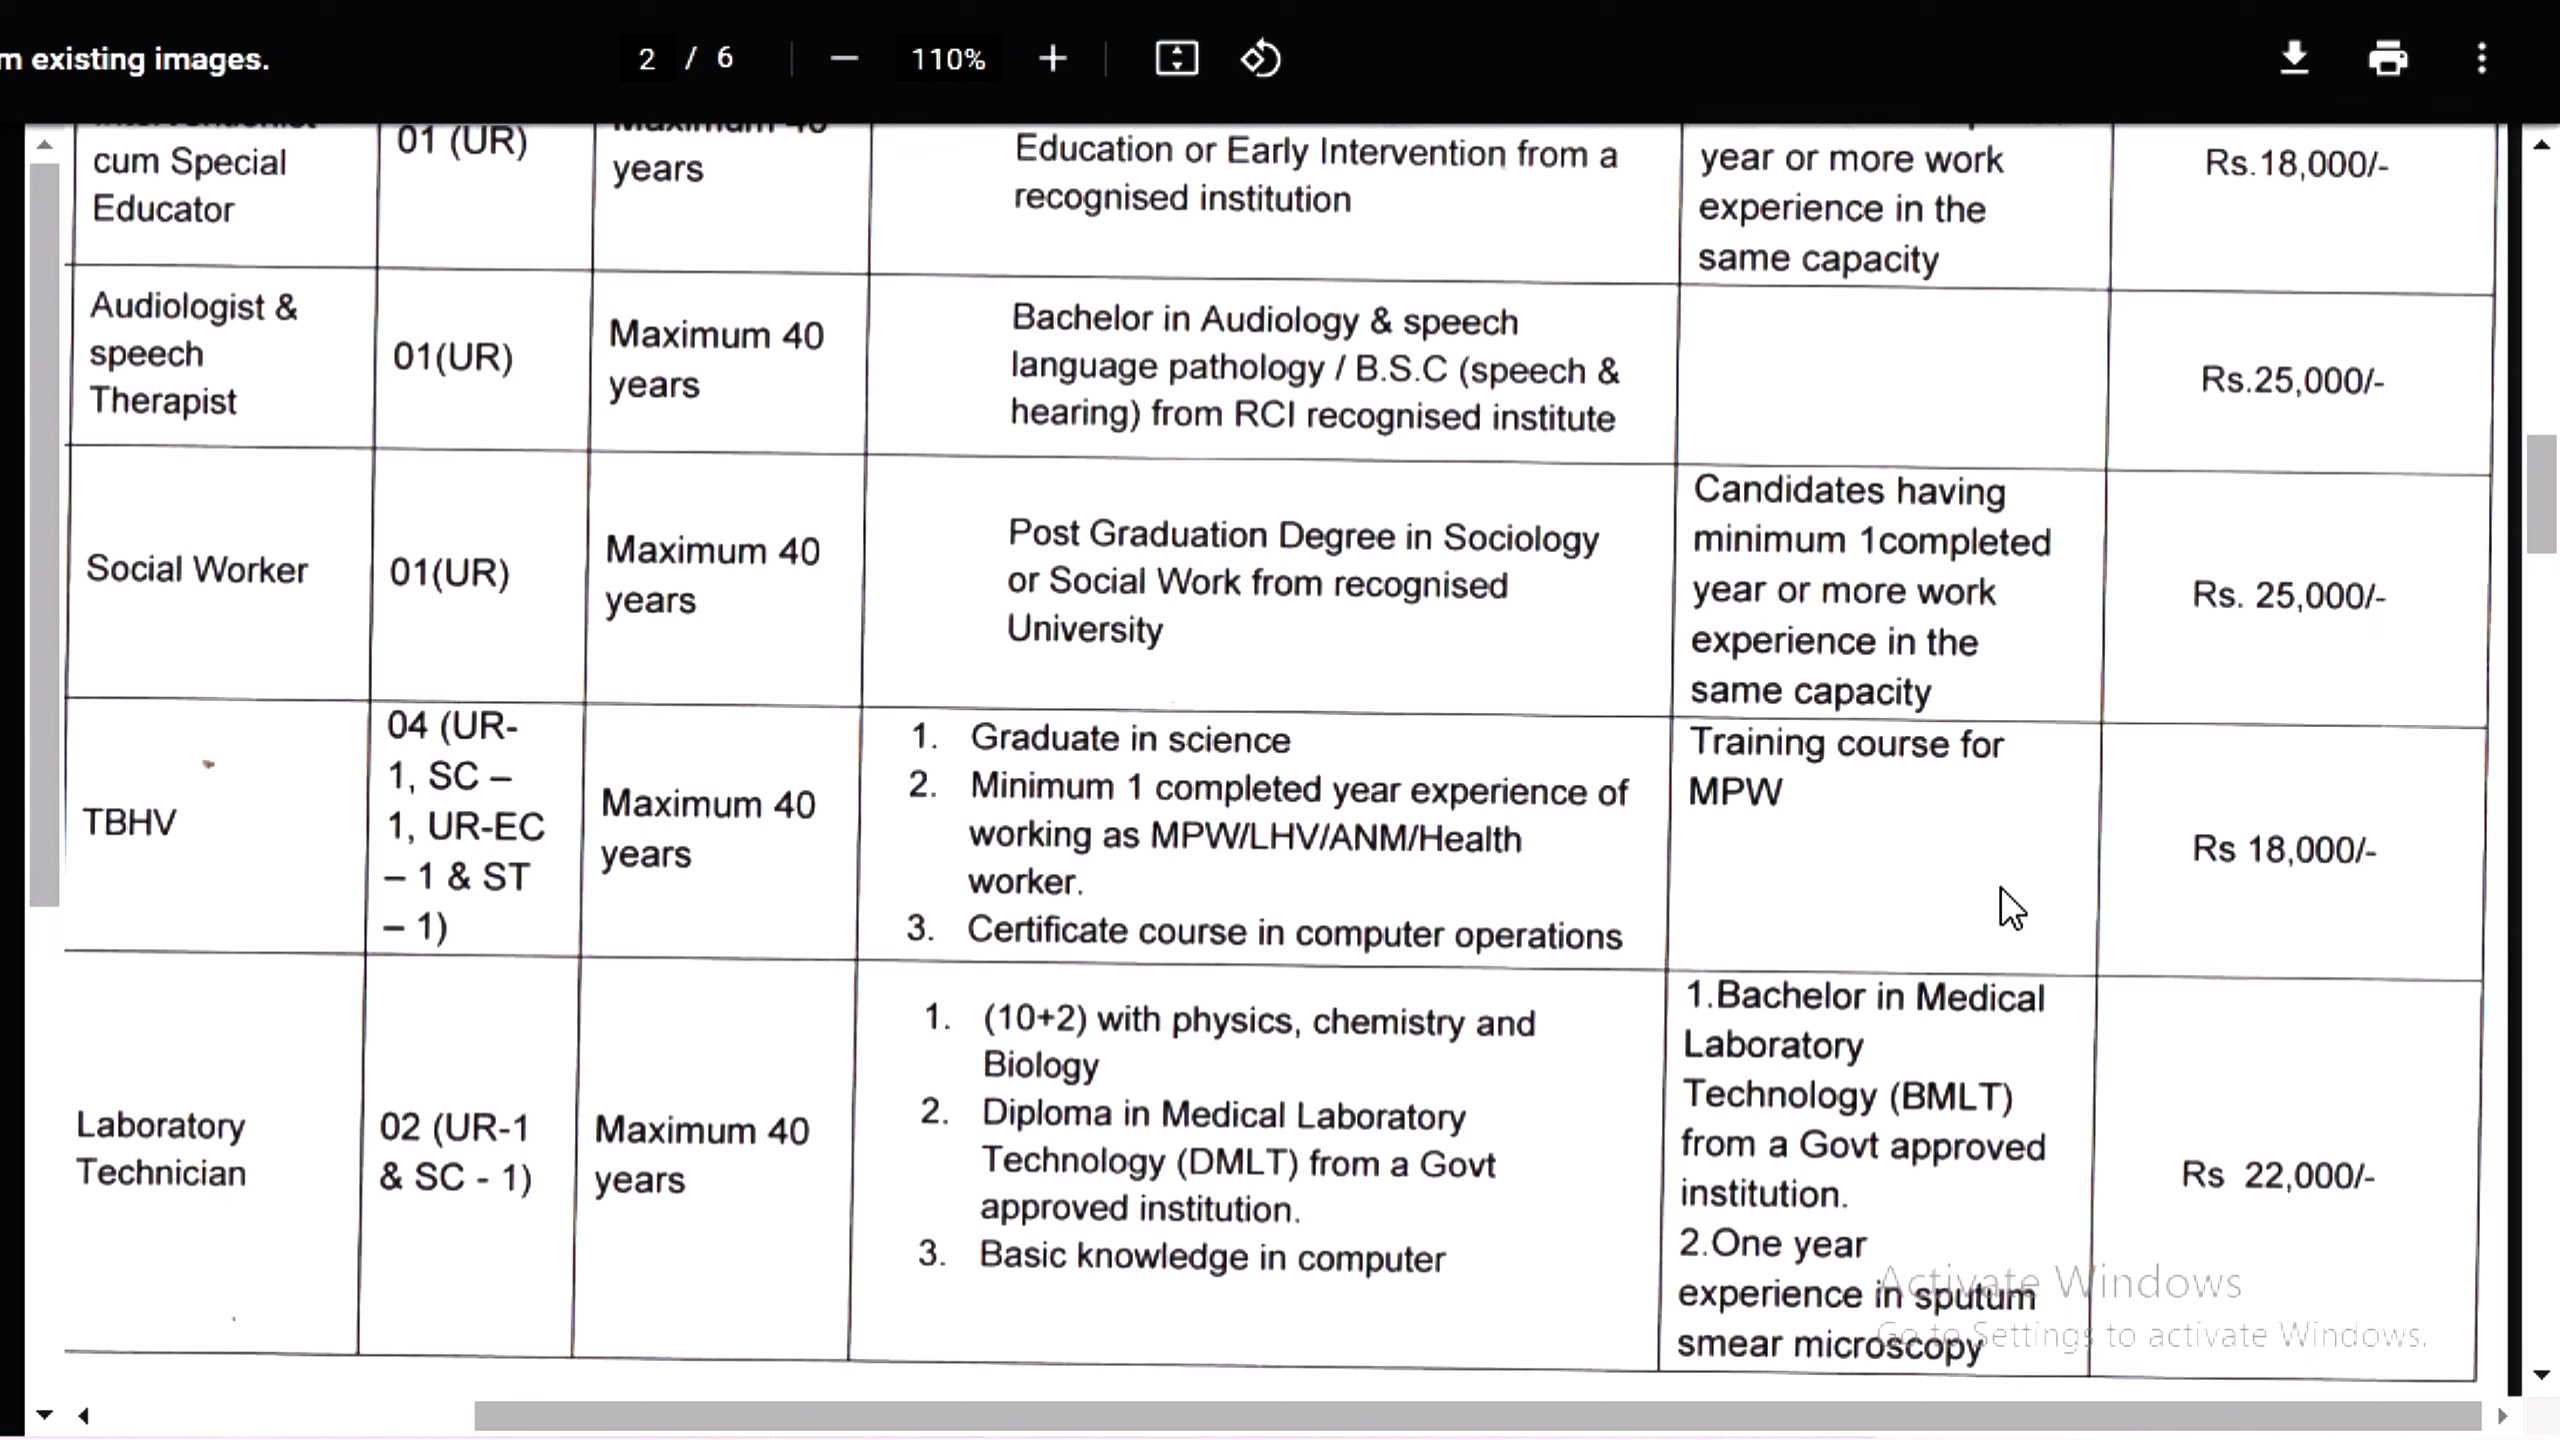 m existing images.
2 / 6
110%
cum Special
Educator
01 (UR)
Maximum 40
years
Education or Early Intervention from a
recognised institution
year or more work
experience in the
same capacity
Rs.18,000/-
Audiologist &
speech
Therapist
01(UR)
Maximum 40
years
Bachelor in Audiology & speech
language pathology / B.S.C (speech &
hearing) from RCI recognised institute
Rs.25,000/-
Social Worker
01(UR)
Maximum 40
years
Post Graduation Degree in Sociology
or Social Work from recognised
University
Candidates having
minimum 1completed
year or more work
experience in the
same capacity
Rs. 25,000/-
TBHV
04 (UR-
1, SC –
1, UR-EC
– 1 & ST
– 1)
Maximum 40
years
1. Graduate in science
2. Minimum 1 completed year experience of
working as MPW/LHV/ANM/Health
worker.
3. Certificate course in computer operations
Training course for
MPW
Rs 18,000/-
Laboratory
Technician
02 (UR-1
& SC - 1)
Maximum 40
years
1. (10+2) with physics, chemistry and
Biology
2. Diploma in Medical Laboratory
Technology (DMLT) from a Govt
approved institution.
3. Basic knowledge in computer
1.Bachelor in Medical
Laboratory
Technology (BMLT)
from a Govt approved
institution.
2.One year
experience in sputum
smear microscopy
Rs 22,000/-
Activate Windows
Go to Settings to activate Windows.